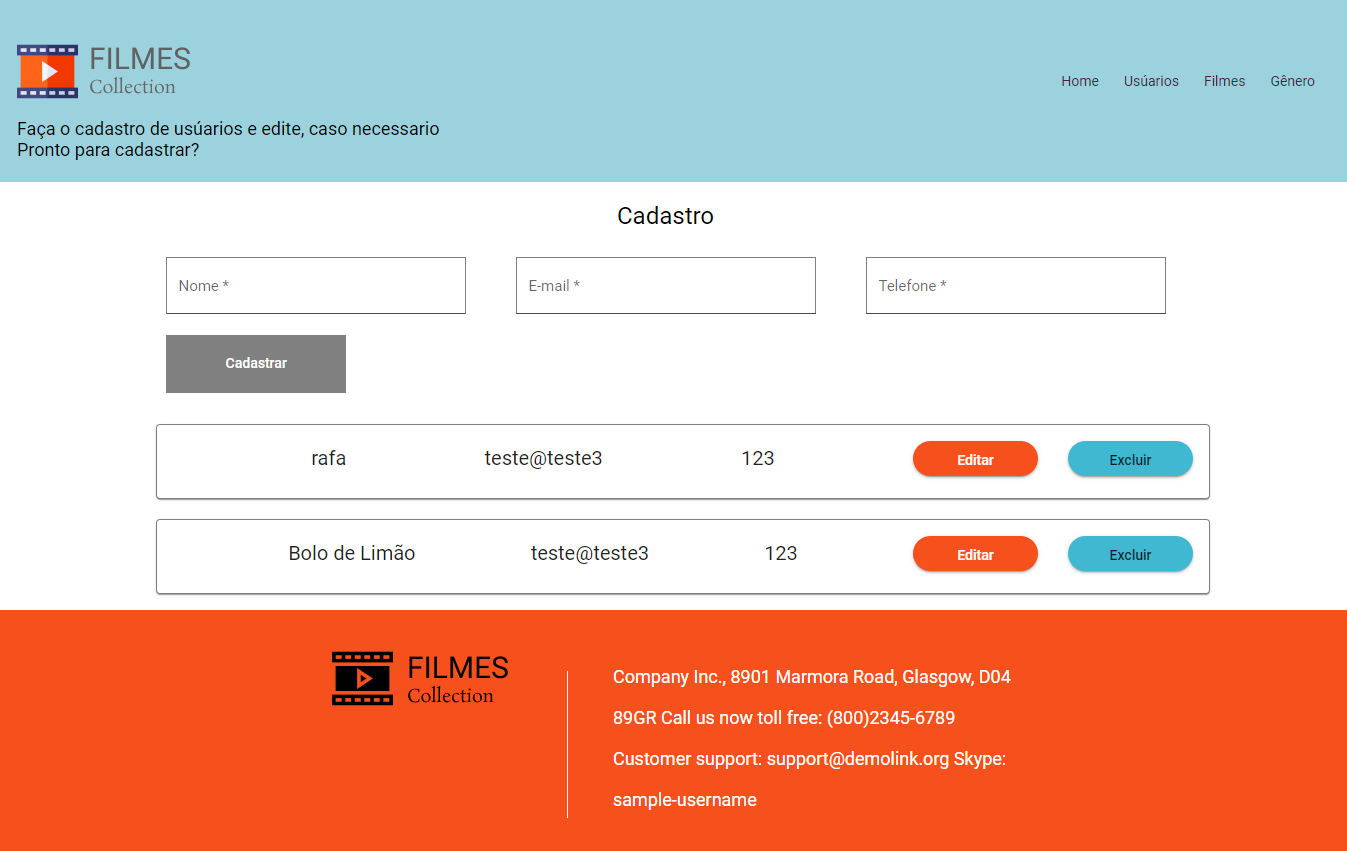 FILMES
Collection
Home Usúarios Filmes Gênero
Faça o cadastro de usúarios e edite, caso necessario
Pronto para cadastrar?
Cadastro
Nome * E-mail * Telefone *
Cadastrar
rafa teste@teste3 123 Editar Excluir
Bolo de Limão teste@teste3 123 Editar Excluir
FILMES
Collection
Company Inc., 8901 Marmora Road, Glasgow, D04
89GR Call us now toll free: (800)2345-6789
Customer support: support@demolink.org Skype:
sample-username